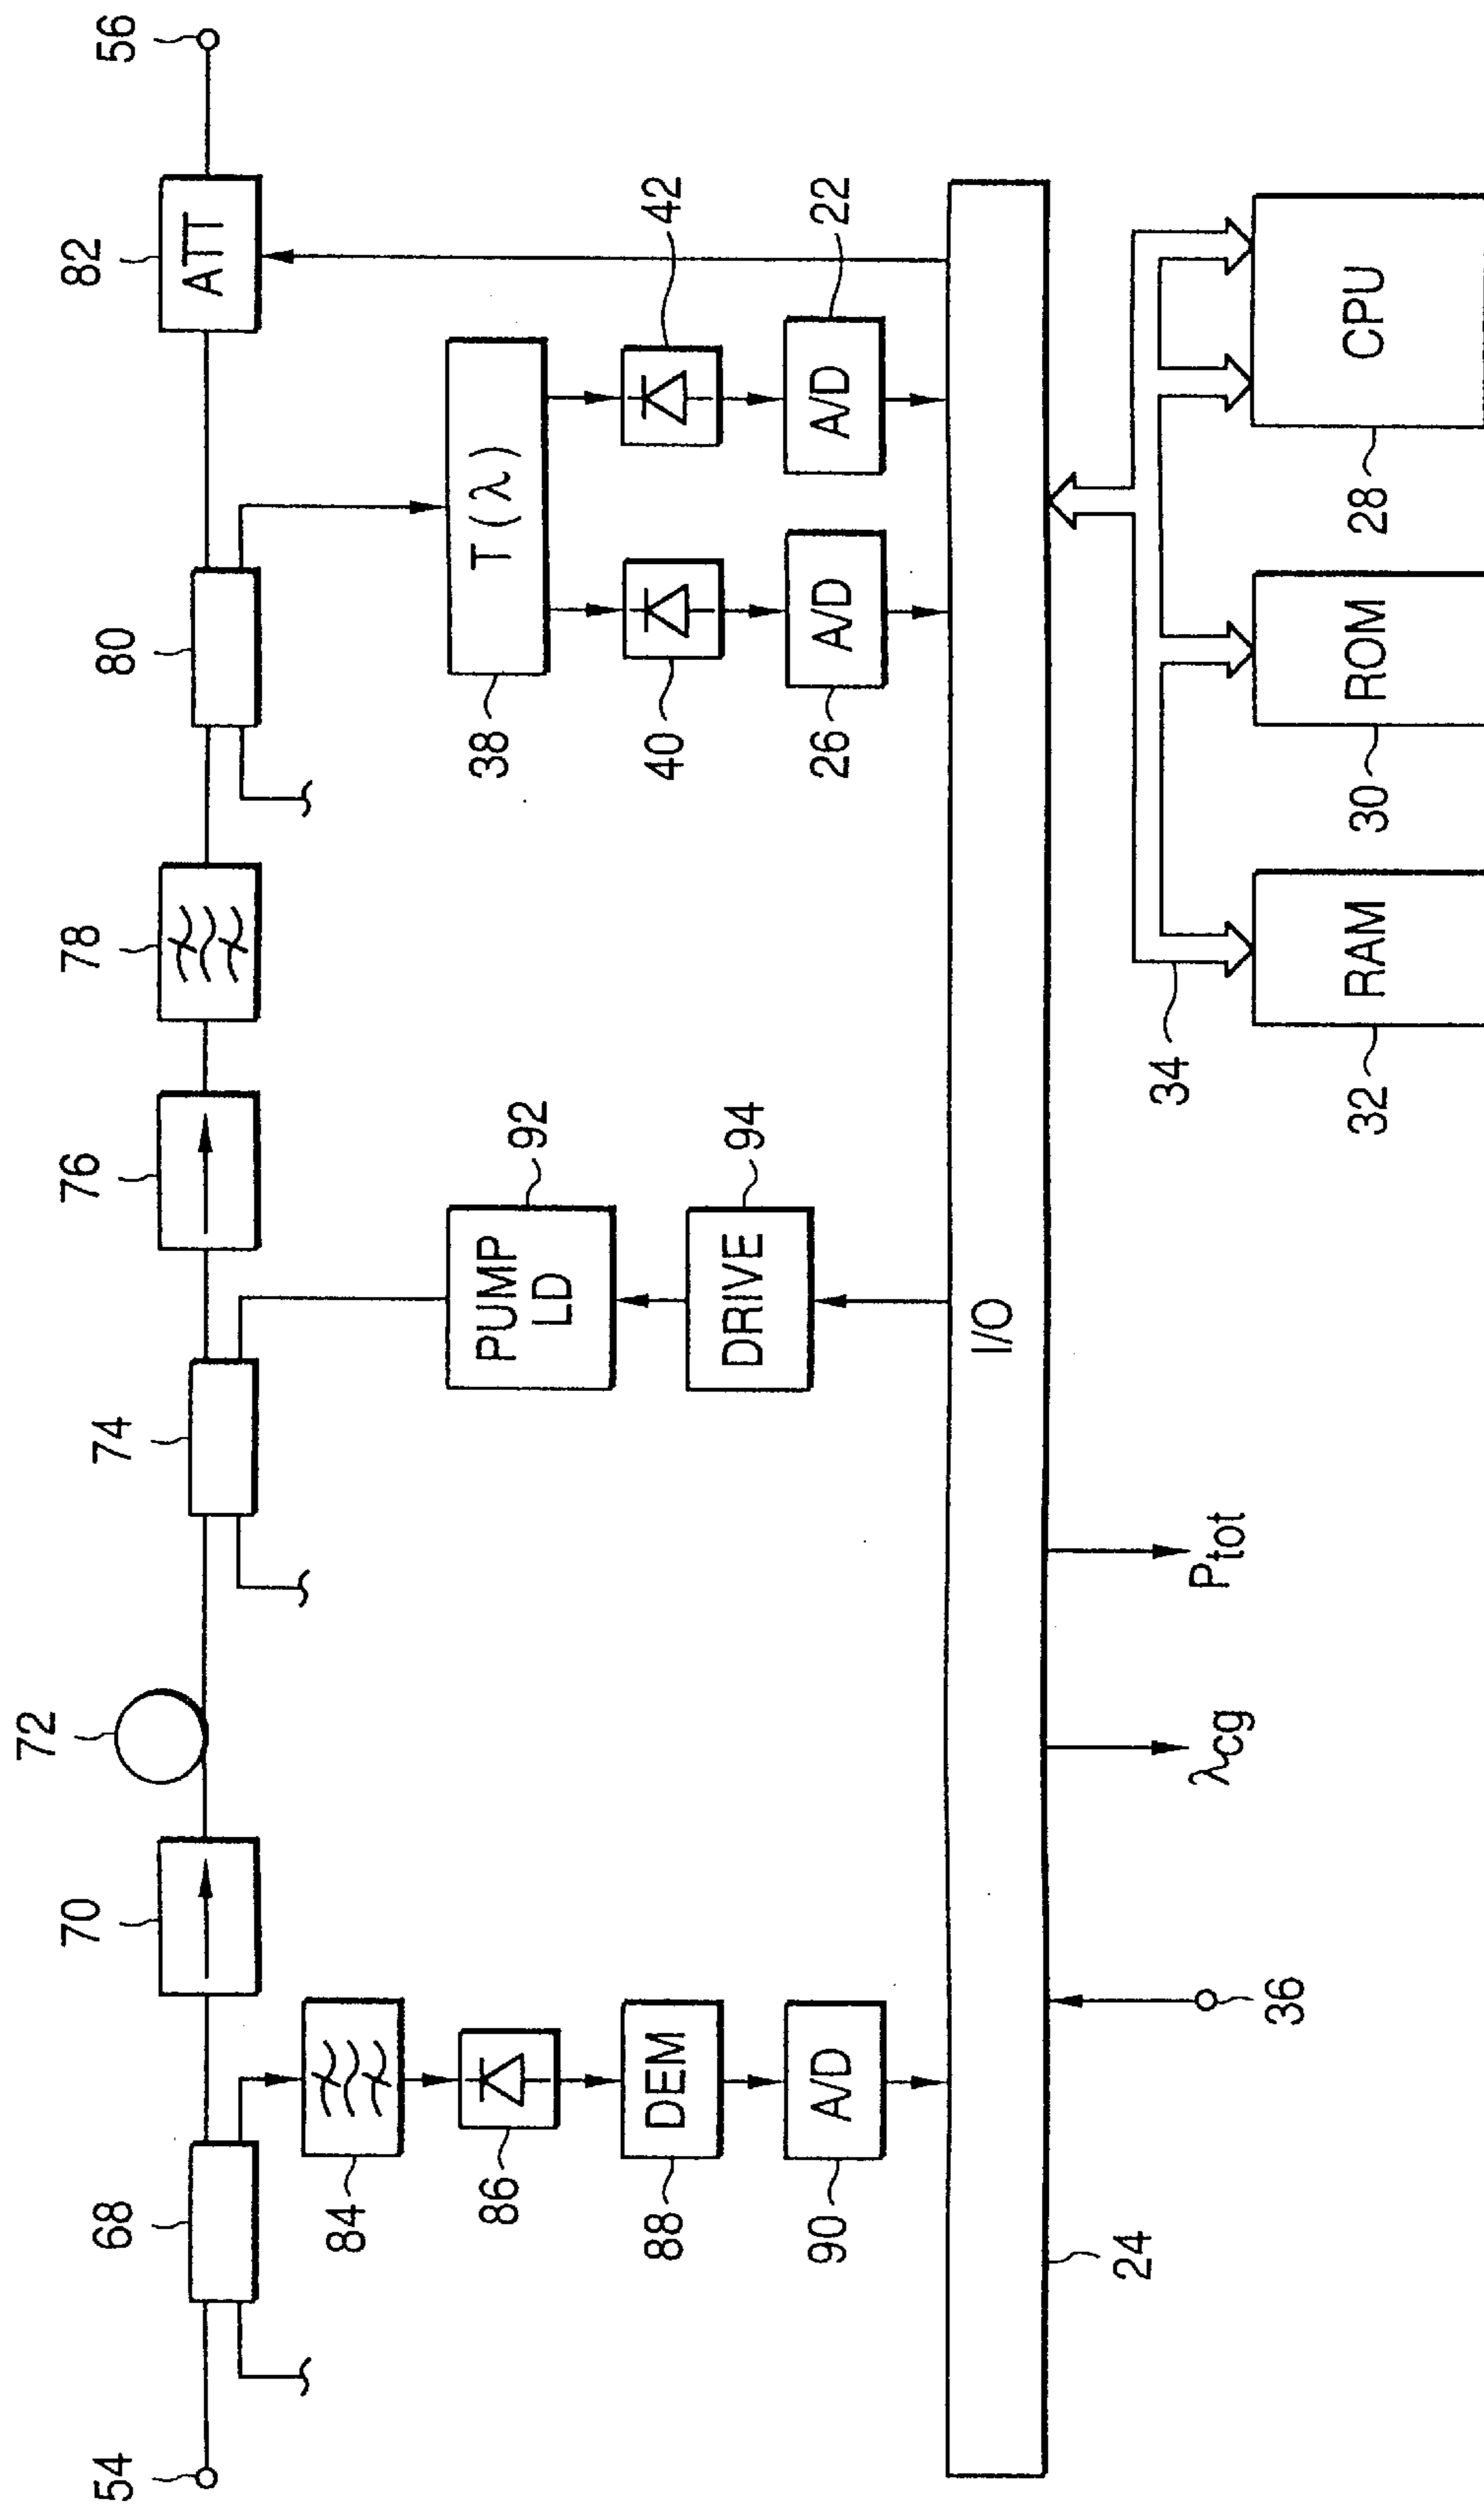 54
68
70
72
74
76
78
80
82
56
ATT
84
86
88
DEM
90
A/D
PUMP
LD
92
DRIVE
94
T(λ)
38
40
42
26
A/D
A/D
22
I/O
24
36
λcg
Ptot
34
RAM
32
ROM
30
CPU
28